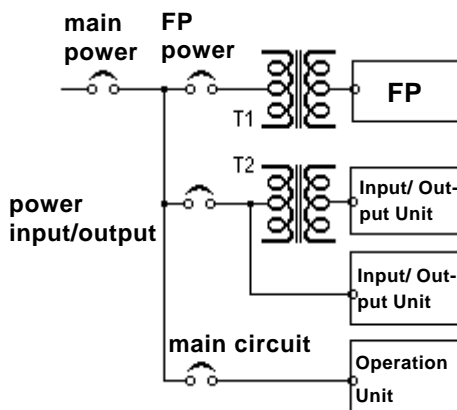 main
power
FP
power
T1
FP
T2
power
input/output
Input/ Out-
put Unit
Input/ Out-
put Unit
main circuit
Operation
Unit